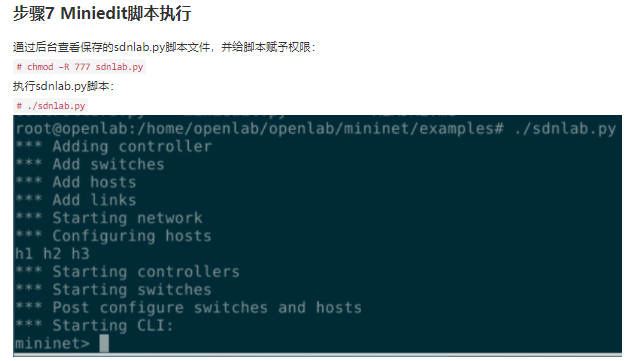 步骤7 Miniedit脚本执行
通过后台查看保存的sdnlab.py脚本文件，并给脚本赋予权限：
# chmod -R 777 sdnlab.py
执行sdnlab.py脚本：
# ./sdnlab.py
root@openlab:/home/openlab/openlab/mininet/examples# ./sdnlab.py
*** Adding controller
*** Add switches
*** Add hosts
*** Add links
*** Starting network
*** Configuring hosts
h1 h2 h3
*** Starting controllers
*** Starting switches
*** Post configure switches and hosts
*** Starting CLI:
mininet>